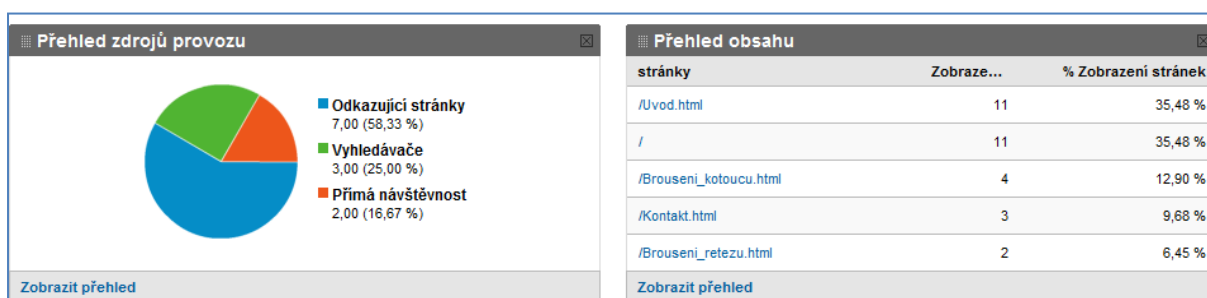 Přehled zdrojů provozu
Odkazující stránky
7,00 (58,33 %)
Vyhledávače
3,00 (25,00 %)
Přímá návštěvnost
2,00 (16,67 %)
Zobrazit přehled
Přehled obsahu
stránky Zobraze... % Zobrazení stránek
/Uvod.html 11 35,48 %
/ 11 35,48 %
/Brouseni_kotoucu.html 4 12,90 %
/Kontakt.html 3 9,68 %
/Brouseni_retezu.html 2 6,45 %
Zobrazit přehled